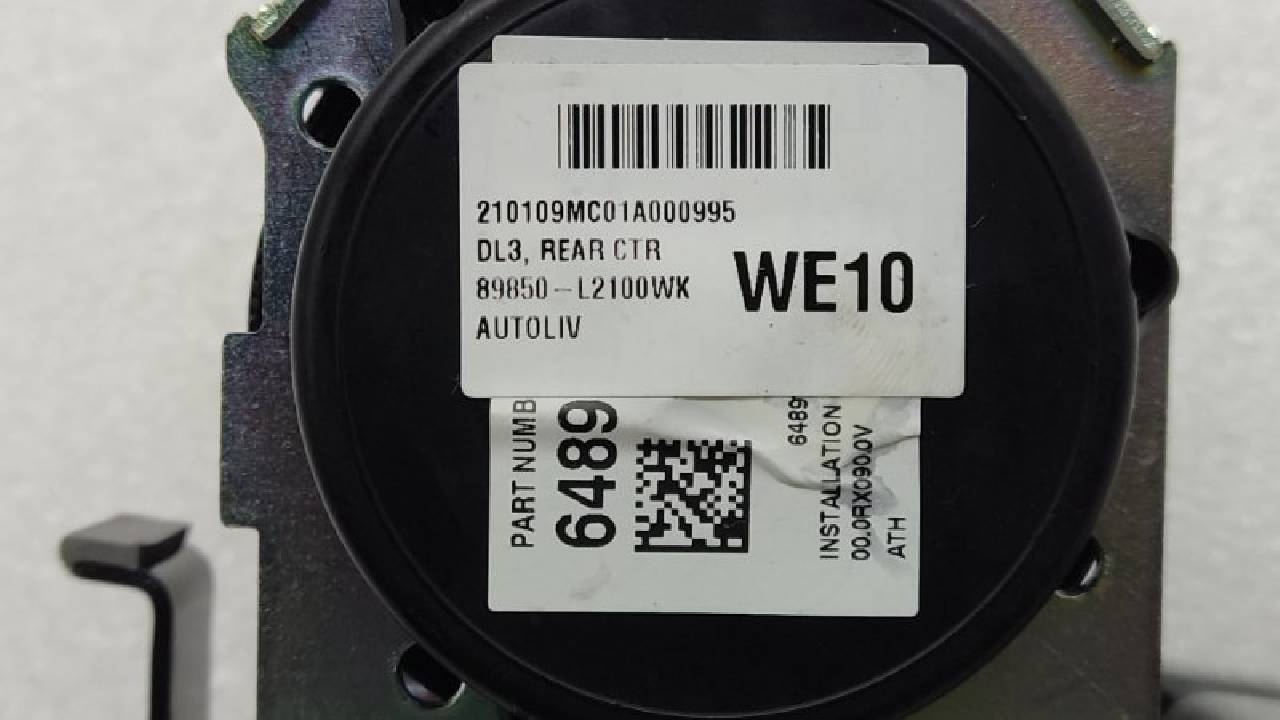 210109MC01A000995
DL3, REAR CTR
89850-L2100WK
WE10
AUTOLIV
PART NUMB
6489
6489
INSTALLATION
00.0RX090.0V
ATH